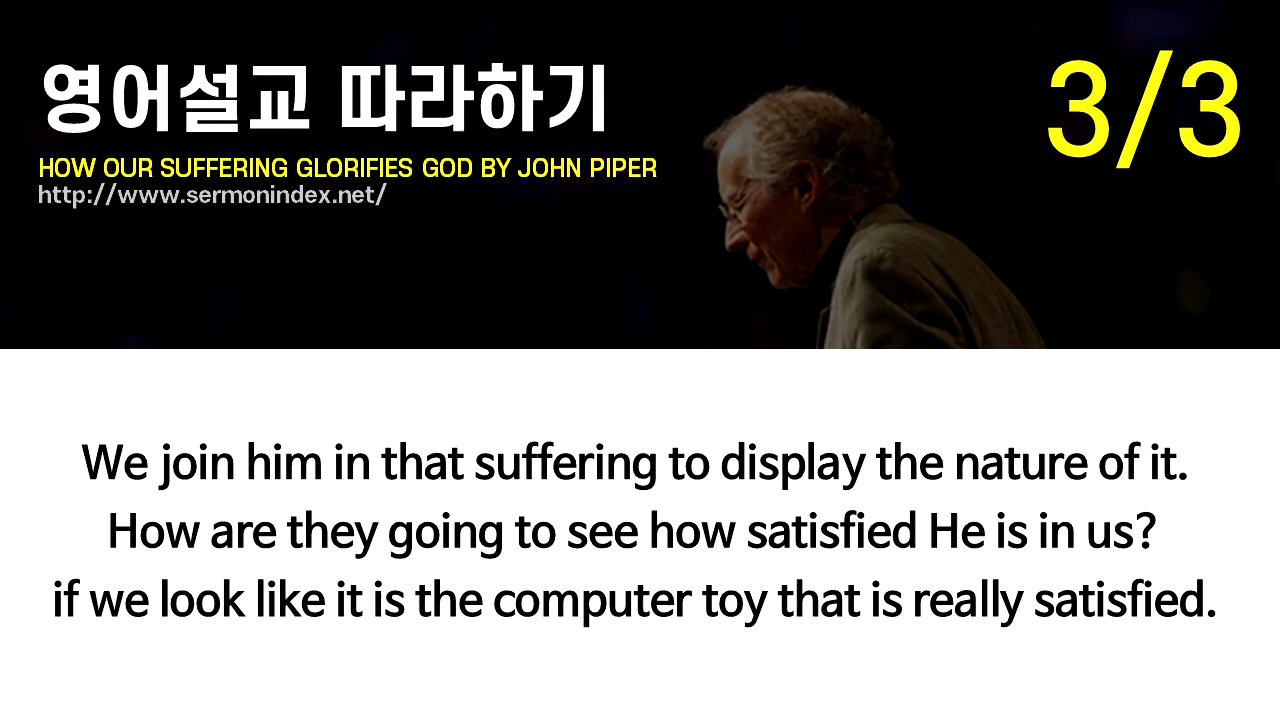 영어설교 따라하기
3/3
HOW OUR SUFFERING GLORIFIES GOD BY JOHN PIPER
http://www.sermonindex.net/
We join him in that suffering to display the nature of it.
How are they going to see how satisfied He is in us?
if we look like it is the computer toy that is really satisfied.